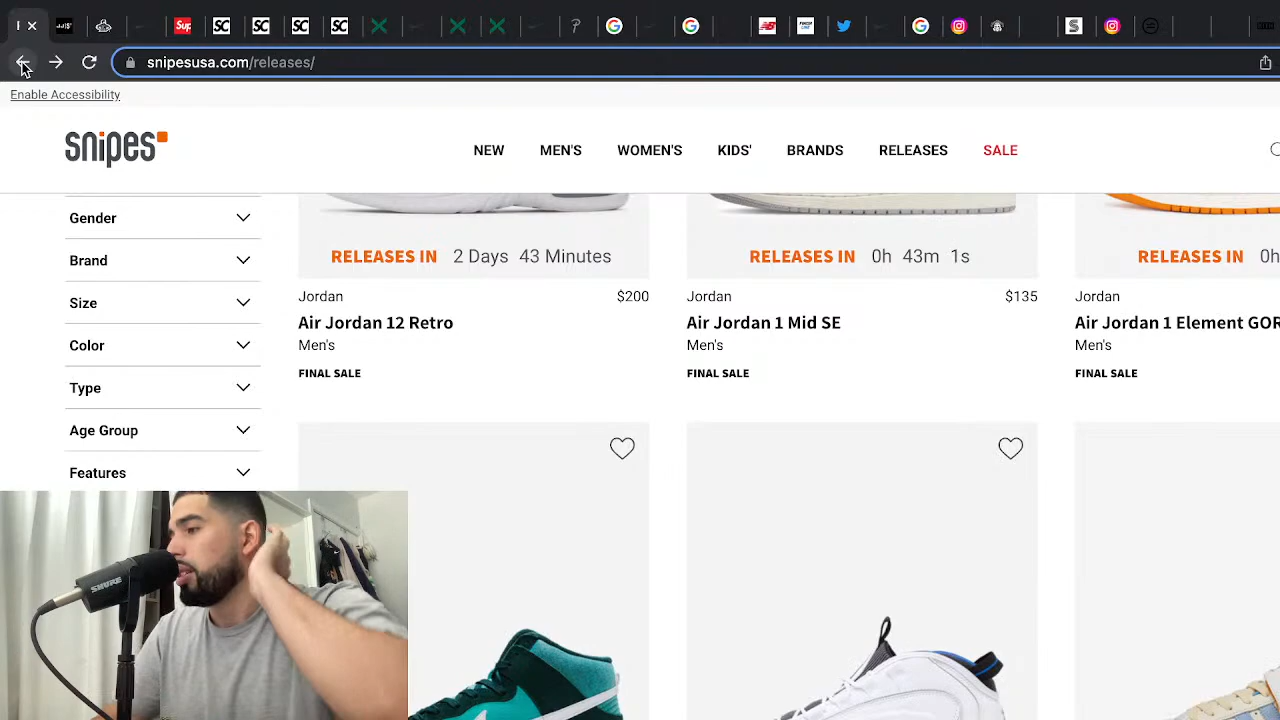 snipesusa.com/releases/
Enable Accessibility
snipes
NEW MEN'S WOMEN'S KIDS' BRANDS RELEASES SALE
Gender
Brand
Size
Color
Type
Age Group
Features
RELEASES IN 2 Days 43 Minutes
Jordan $200
Air Jordan 12 Retro
Men's
FINAL SALE
RELEASES IN 0h 43m 1s
Jordan $135
Air Jordan 1 Mid SE
Men's
FINAL SALE
RELEASES IN 0h
Jordan
Air Jordan 1 Element GOR
Men's
FINAL SALE
SHURE